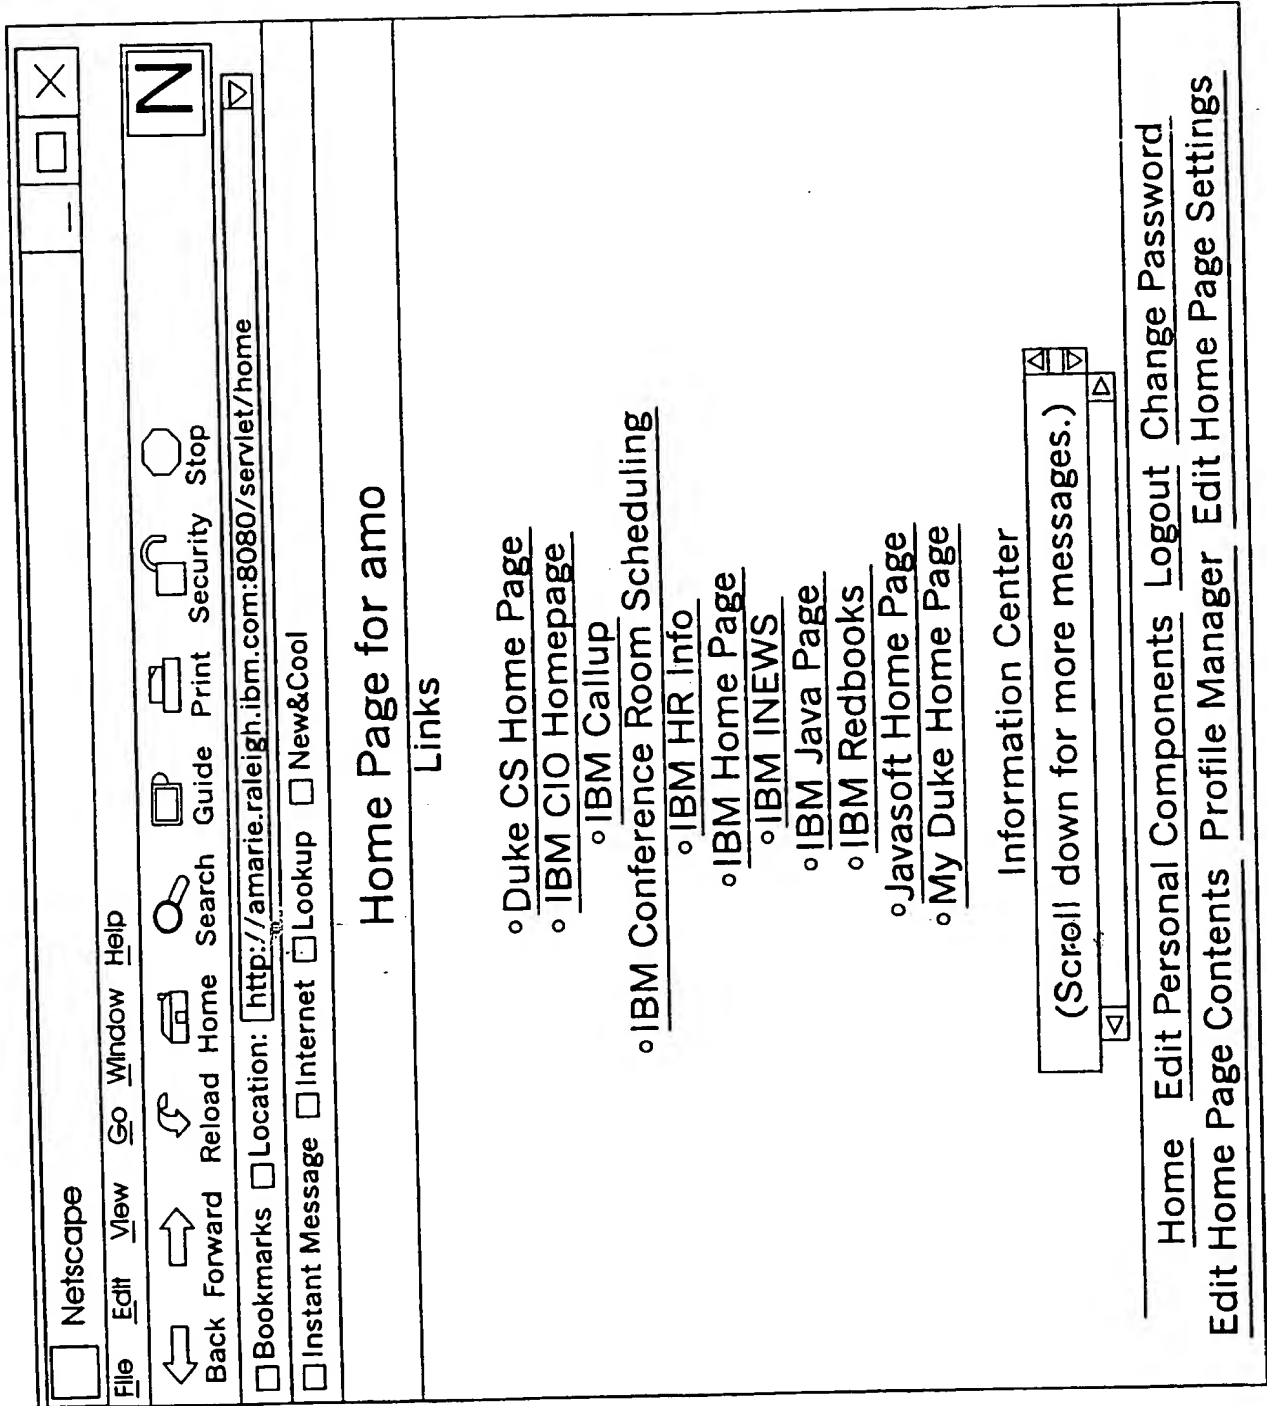 Netscape
File Edit View Go Window Help
Back Forward Reload Home Search Guide Print Security Stop
N
Bookmarks Location: http://amarie.raleigh.ibm.com:8080/servlet/home
Instant Message Internet Lookup New&Cool
Home Page for amo
Links
Duke CS Home Page
IBM CIO Homepage
IBM Callup
IBM Conference Room Scheduling
IBM HR Info
IBM Home Page
IBM INEWS
IBM Java Page
IBM Redbooks
Javasoft Home Page
My Duke Home Page
Information Center
(Scroll down for more messages.)
Home Edit Personal Components Logout Change Password
Edit Home Page Contents Profile Manager Edit Home Page Settings